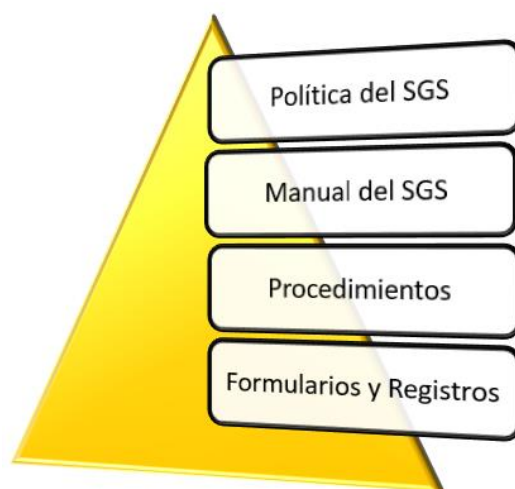 Política del SGS
Manual del SGS
Procedimientos
Formularios y Registros